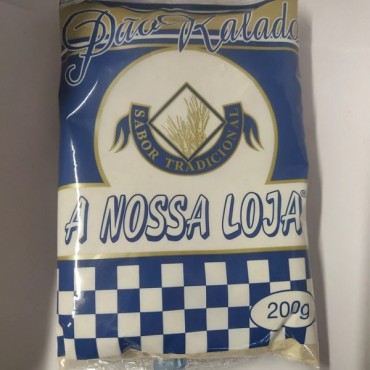 Pão Ralado
SABOR TRADICIONAL
A NOSSA LOJA®
200g